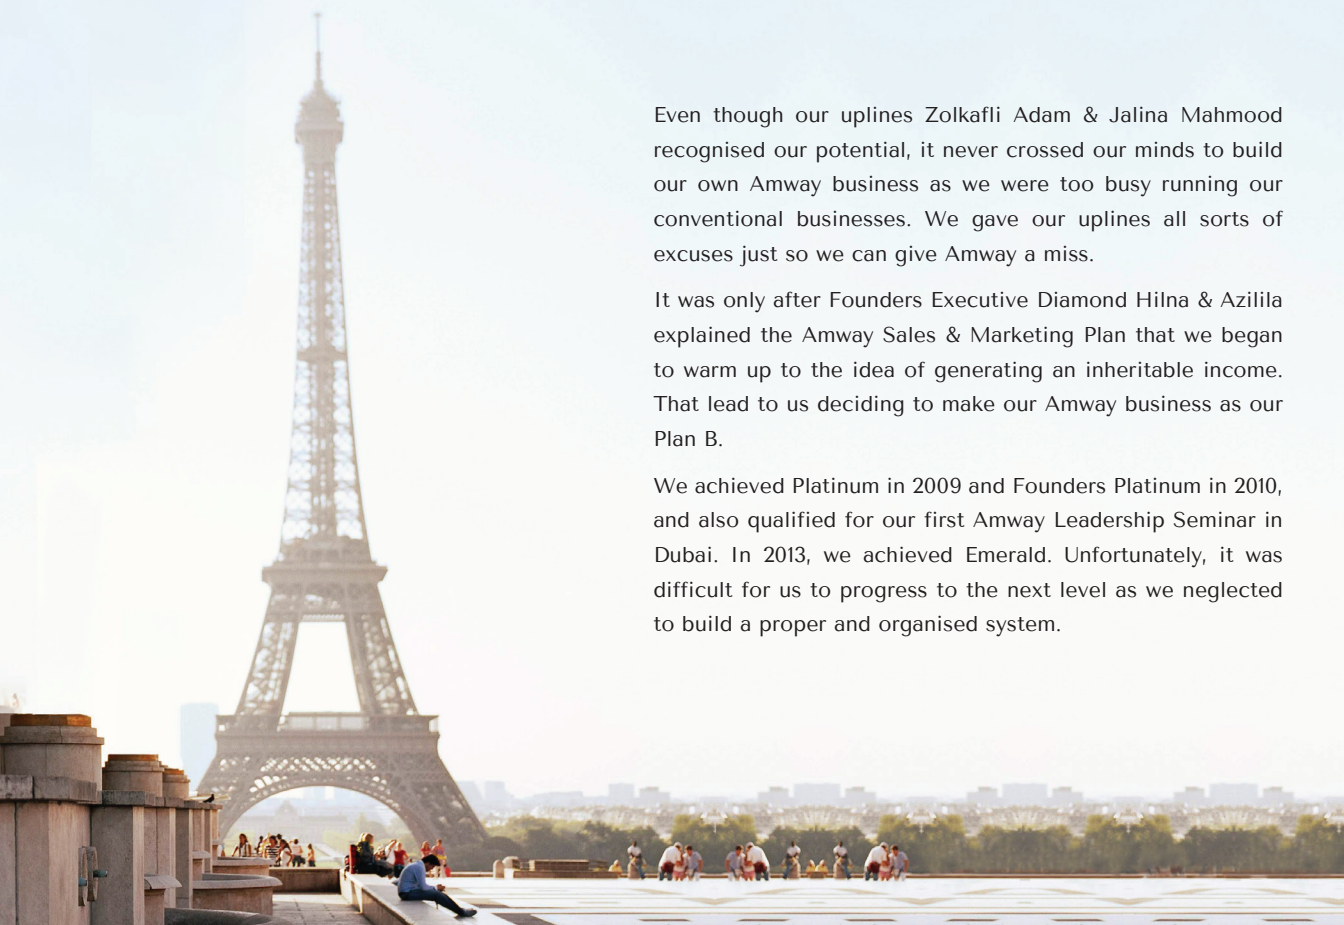 Even though our uplines Zolkafli Adam & Jalina Mahmood
recognised our potential, it never crossed our minds to build
our own Amway business as we were too busy running our
conventional businesses. We gave our uplines all sorts of
excuses just so we can give Amway a miss.
It was only after Founders Executive Diamond Hilna & Azilila
explained the Amway Sales & Marketing Plan that we began
to warm up to the idea of generating an inheritable income.
That lead to us deciding to make our Amway business as our
Plan B.
We achieved Platinum in 2009 and Founders Platinum in 2010,
and also qualified for our first Amway Leadership Seminar in
Dubai. In 2013, we achieved Emerald. Unfortunately, it was
difficult for us to progress to the next level as we neglected
to build a proper and organised system.